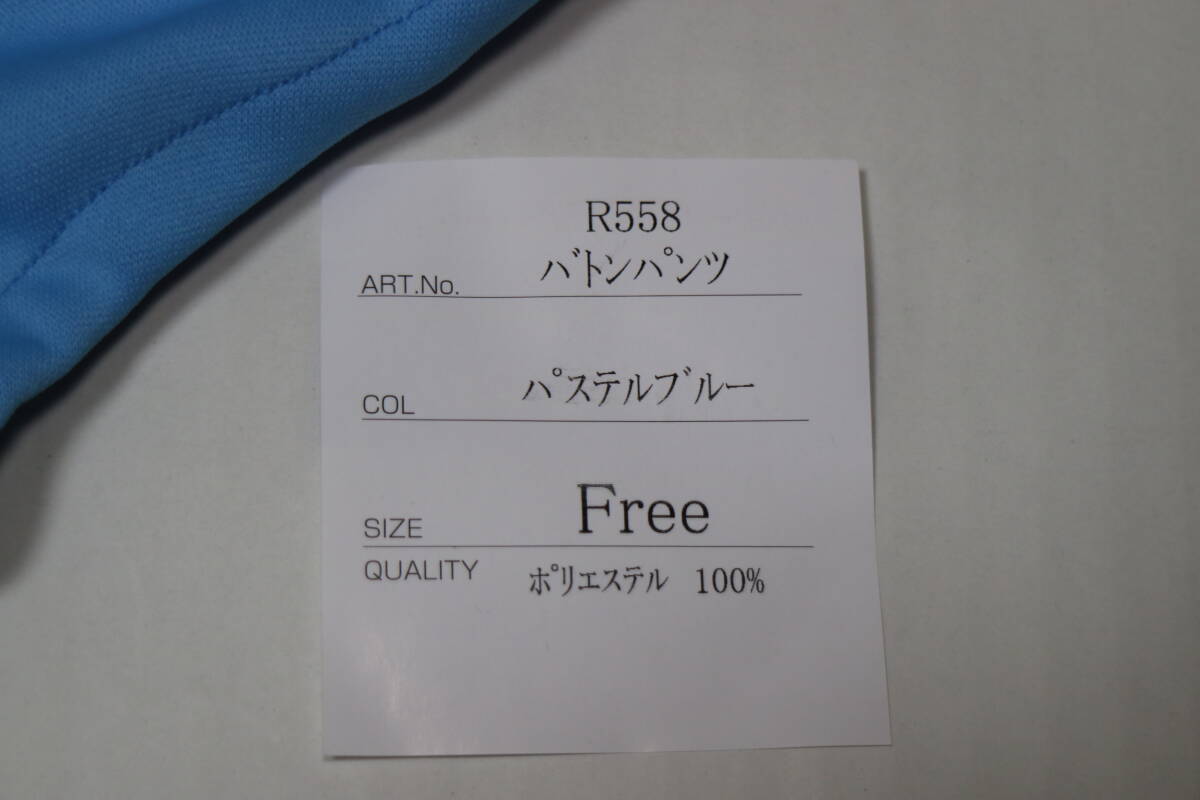 R558
ART.No. バトンパンツ
COL パステルブルー
SIZE Free
QUALITY ポリエステル 100%